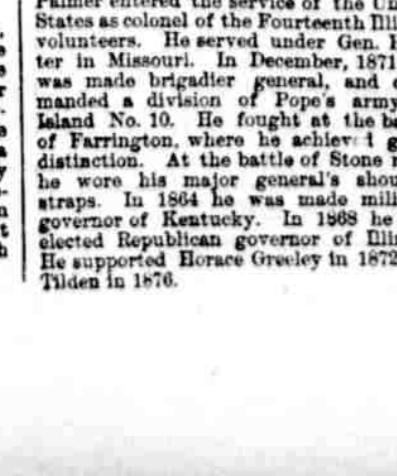 Palmer entered the service of the Un
States as colonel of the Fourteenth Illi
volunteers. He served under Gen. H
ter in Missouri. In December, 1871
was made brigadier general, and c
manded a division of Pope's army
Island No. 10. He fought at the ba
of Farrington, where he achiev d g
distinction. At the battle of Stone r
he wore his major general's shou
straps. In 1864 he was made mili
governor of Kentucky. In 1868 he
elected Republican governor of Illin
He supported Horace Greeley in 1872
Tilden in 1876.